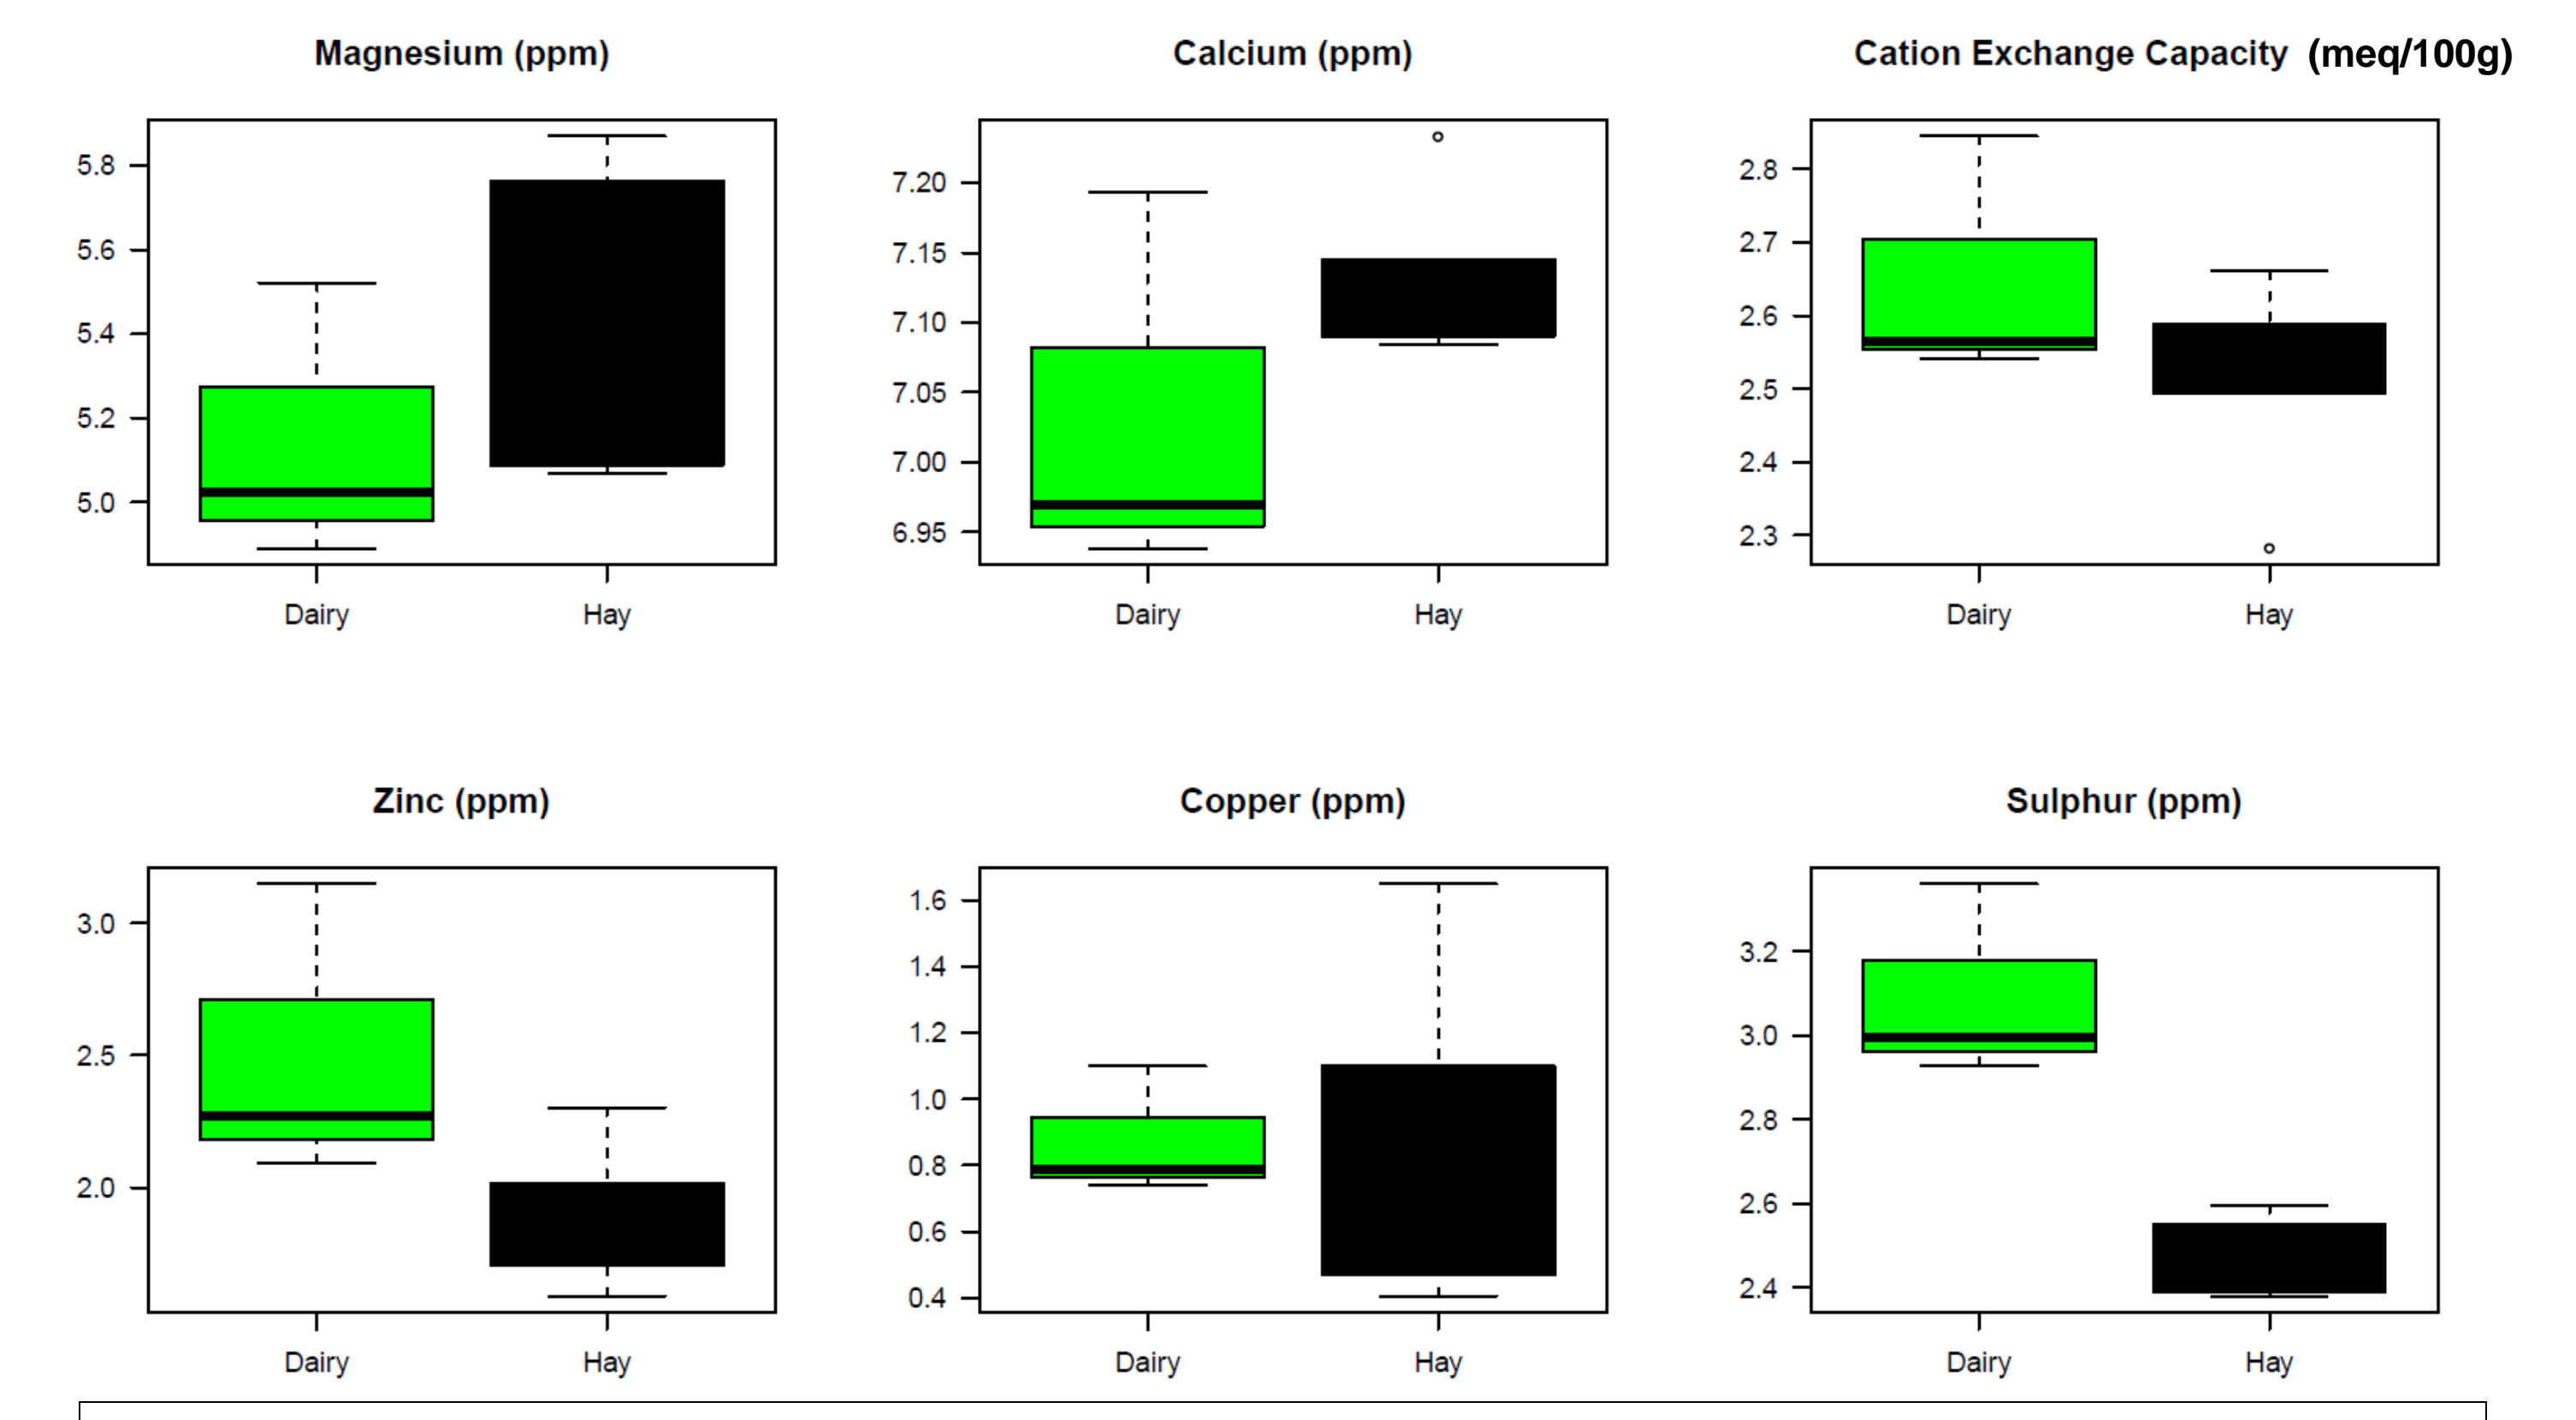 Magnesium (ppm)
Calcium (ppm)
Cation Exchange Capacity (meq/100g)
5.8
5.6
5.4
5.2
5.0
Dairy
Hay
7.20
7.15
7.10
7.05
7.00
6.95
Dairy
Hay
2.8
2.7
2.6
2.5
2.4
2.3
Dairy
Hay
Zinc (ppm)
Copper (ppm)
Sulphur (ppm)
3.0
2.5
2.0
Dairy
Hay
1.6
1.4
1.2
1.0
0.8
0.6
0.4
Dairy
Hay
3.2
3.0
2.8
2.6
2.4
Dairy
Hay